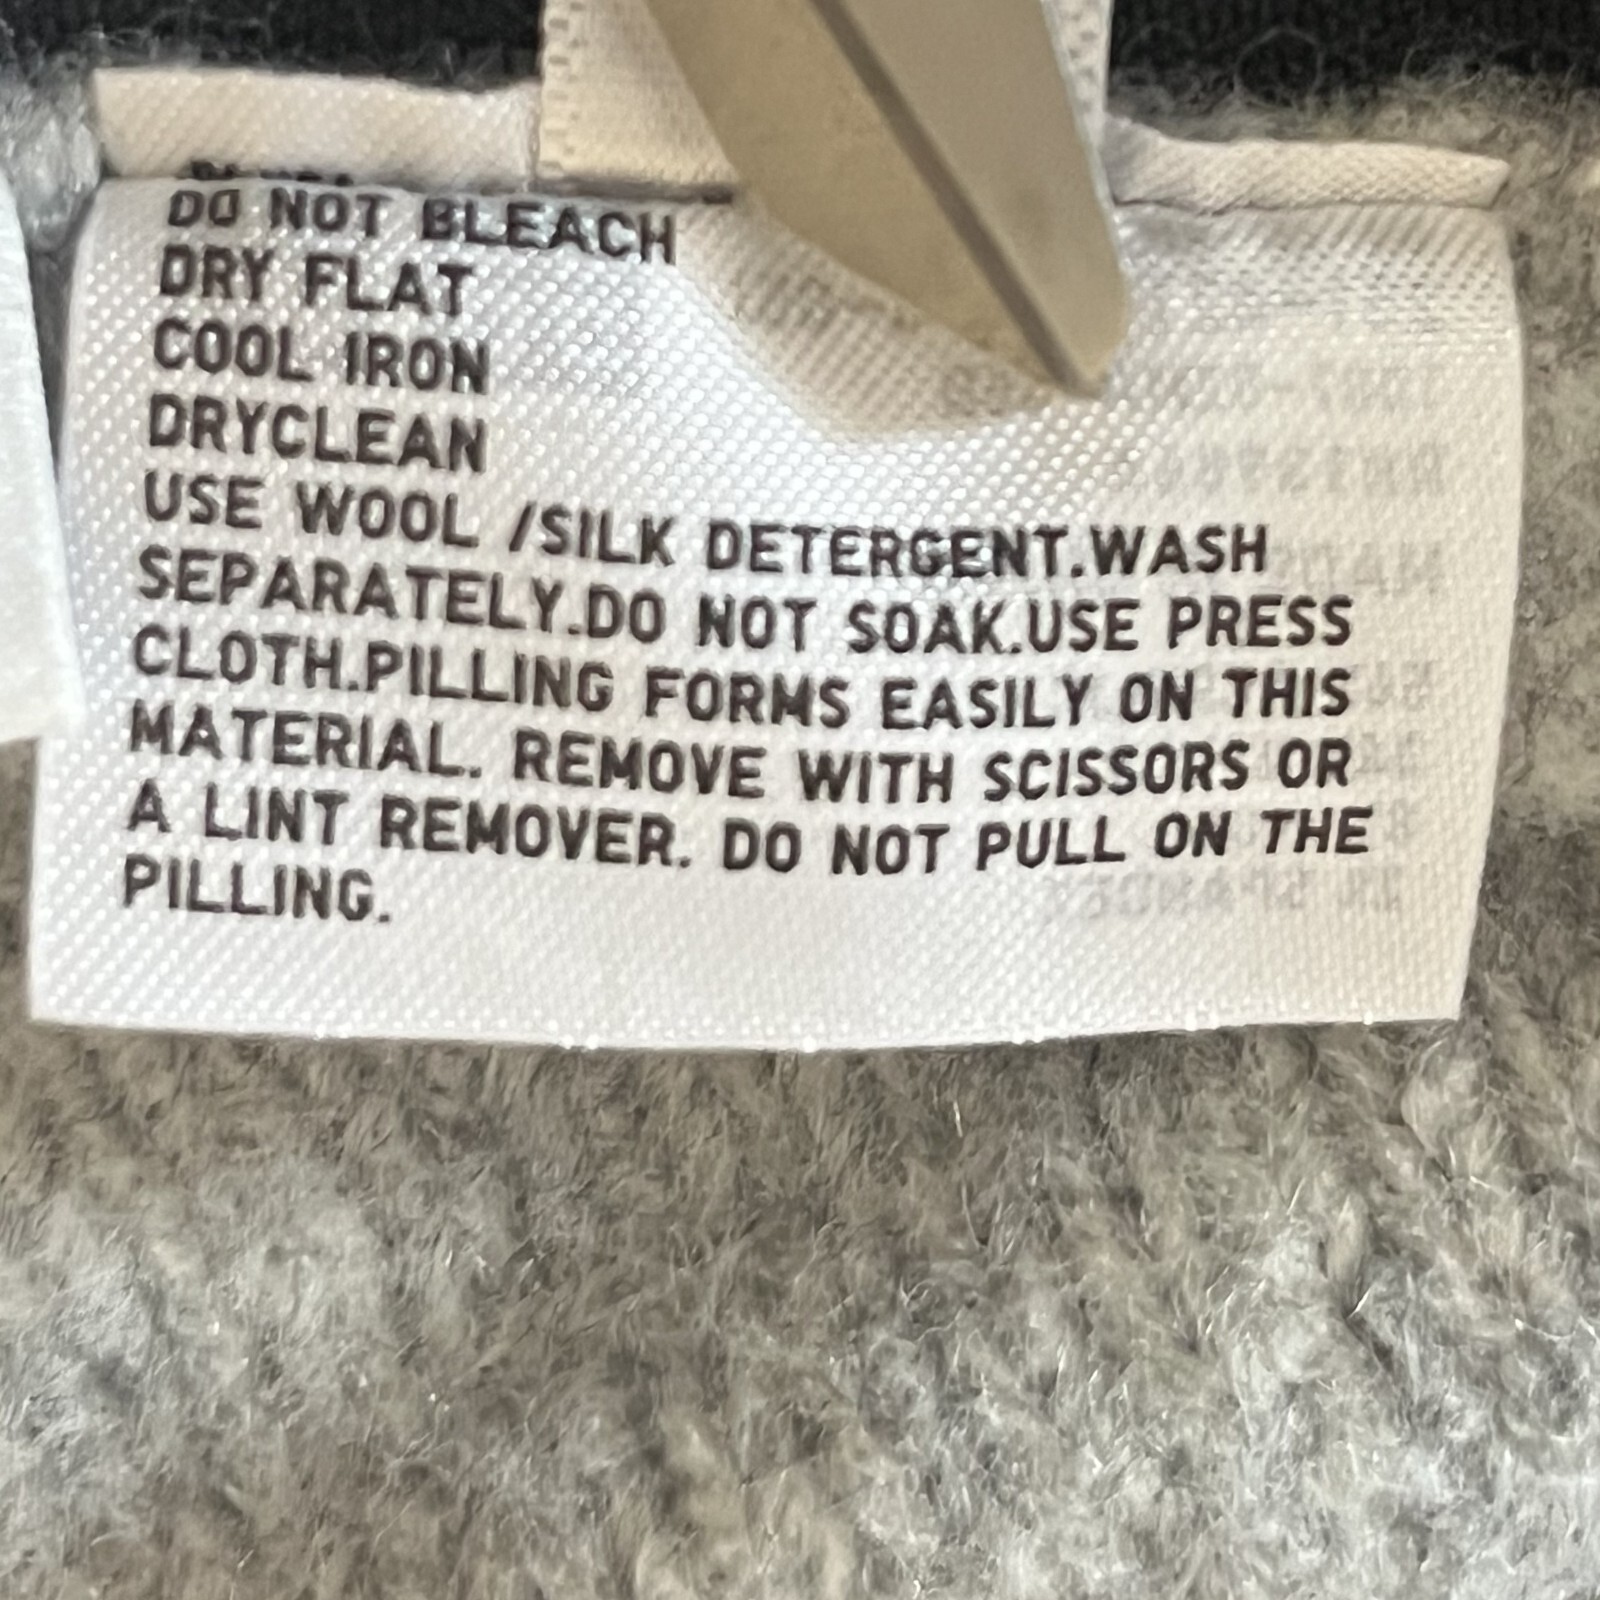 DO NOT BLEACH
DRY FLAT
COOL IRON
DRYCLEAN
USE WOOL /SILK DETERGENT.WASH
SEPARATELY.DO NOT SOAK.USE PRESS
CLOTH.PILLING FORMS EASILY ON THIS
MATERIAL. REMOVE WITH SCISSORS OR
A LINT REMOVER. DO NOT PULL ON THE
PILLING.